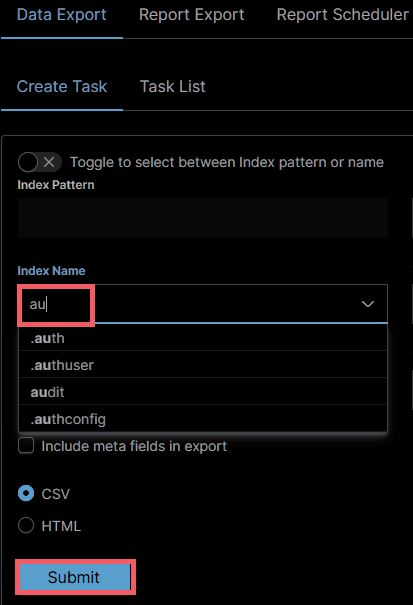 Data Export Report Export Report Scheduler
Create Task Task List
Toggle to select between Index pattern or name
Index Pattern
Index Name
au
.auth
.authuser
audit
.authconfig
Include meta fields in export
CSV
HTML
Submit